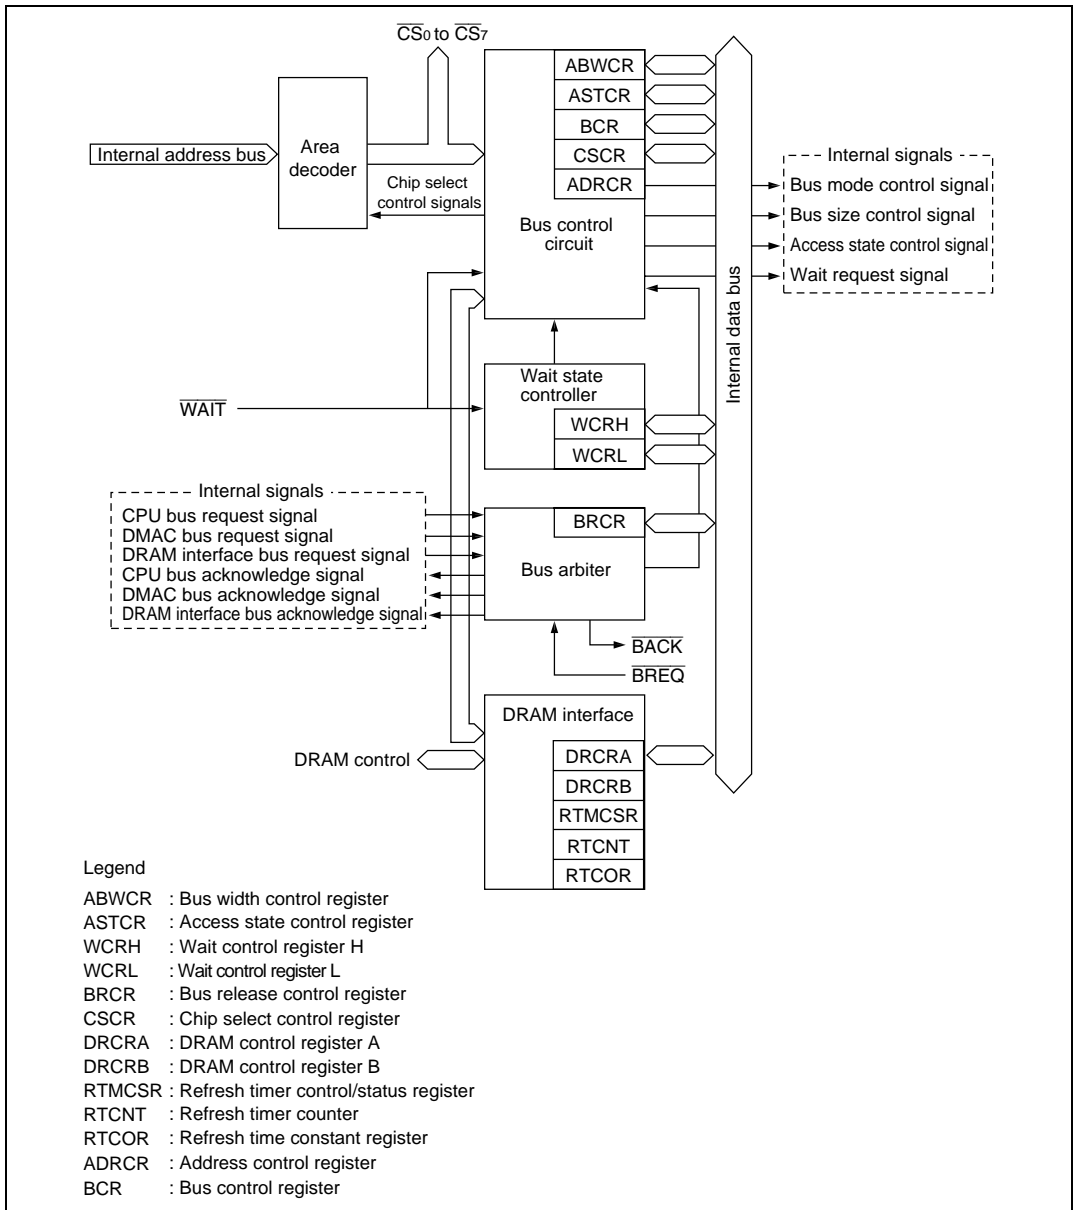 CS0 to CS7
Internal address bus
Area
decoder
Chip select
control signals
ABWCR
ASTCR
BCR
CSCR
ADRCR
Bus control
circuit
Internal data bus
Internal signals
Bus mode control signal
Bus size control signal
Access state control signal
Wait request signal
WAIT
Wait state
controller
WCRH
WCRL
Internal signals
CPU bus request signal
DMAC bus request signal
DRAM interface bus request signal
CPU bus acknowledge signal
DMAC bus acknowledge signal
DRAM interface bus acknowledge signal
BRCR
Bus arbiter
BACK
BREQ
DRAM interface
DRAM control
DRCRA
DRCRB
RTMCSR
RTCNT
RTCOR
Legend
ABWCR : Bus width control register
ASTCR : Access state control register
WCRH : Wait control register H
WCRL : Wait control register L
BRCR : Bus release control register
CSCR : Chip select control register
DRCRA : DRAM control register A
DRCRB : DRAM control register B
RTMCSR : Refresh timer control/status register
RTCNT : Refresh timer counter
RTCOR : Refresh time constant register
ADRCR : Address control register
BCR : Bus control register